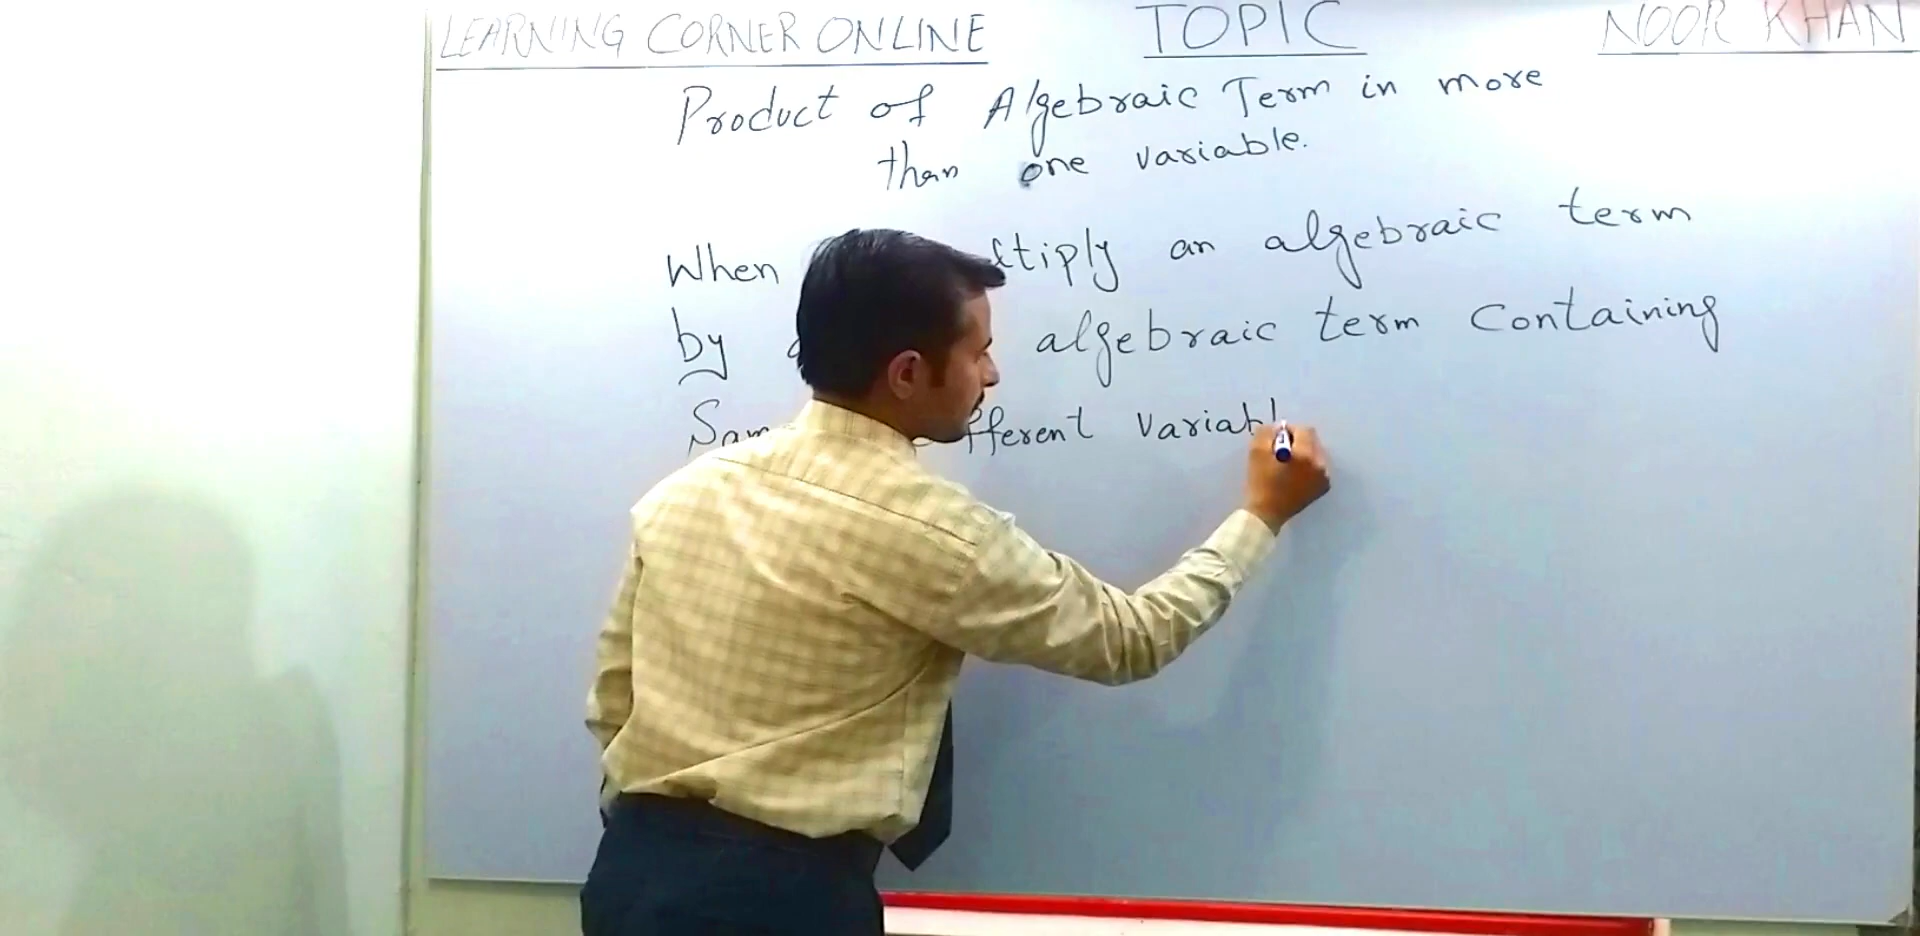 LEARNING CORNER ONLINE TOPIC NOOR KHAN
Product of Algebraic Term in more
than one variable.
When ltiply an algebraic term
by algebraic term containing
Sam fferent variabl